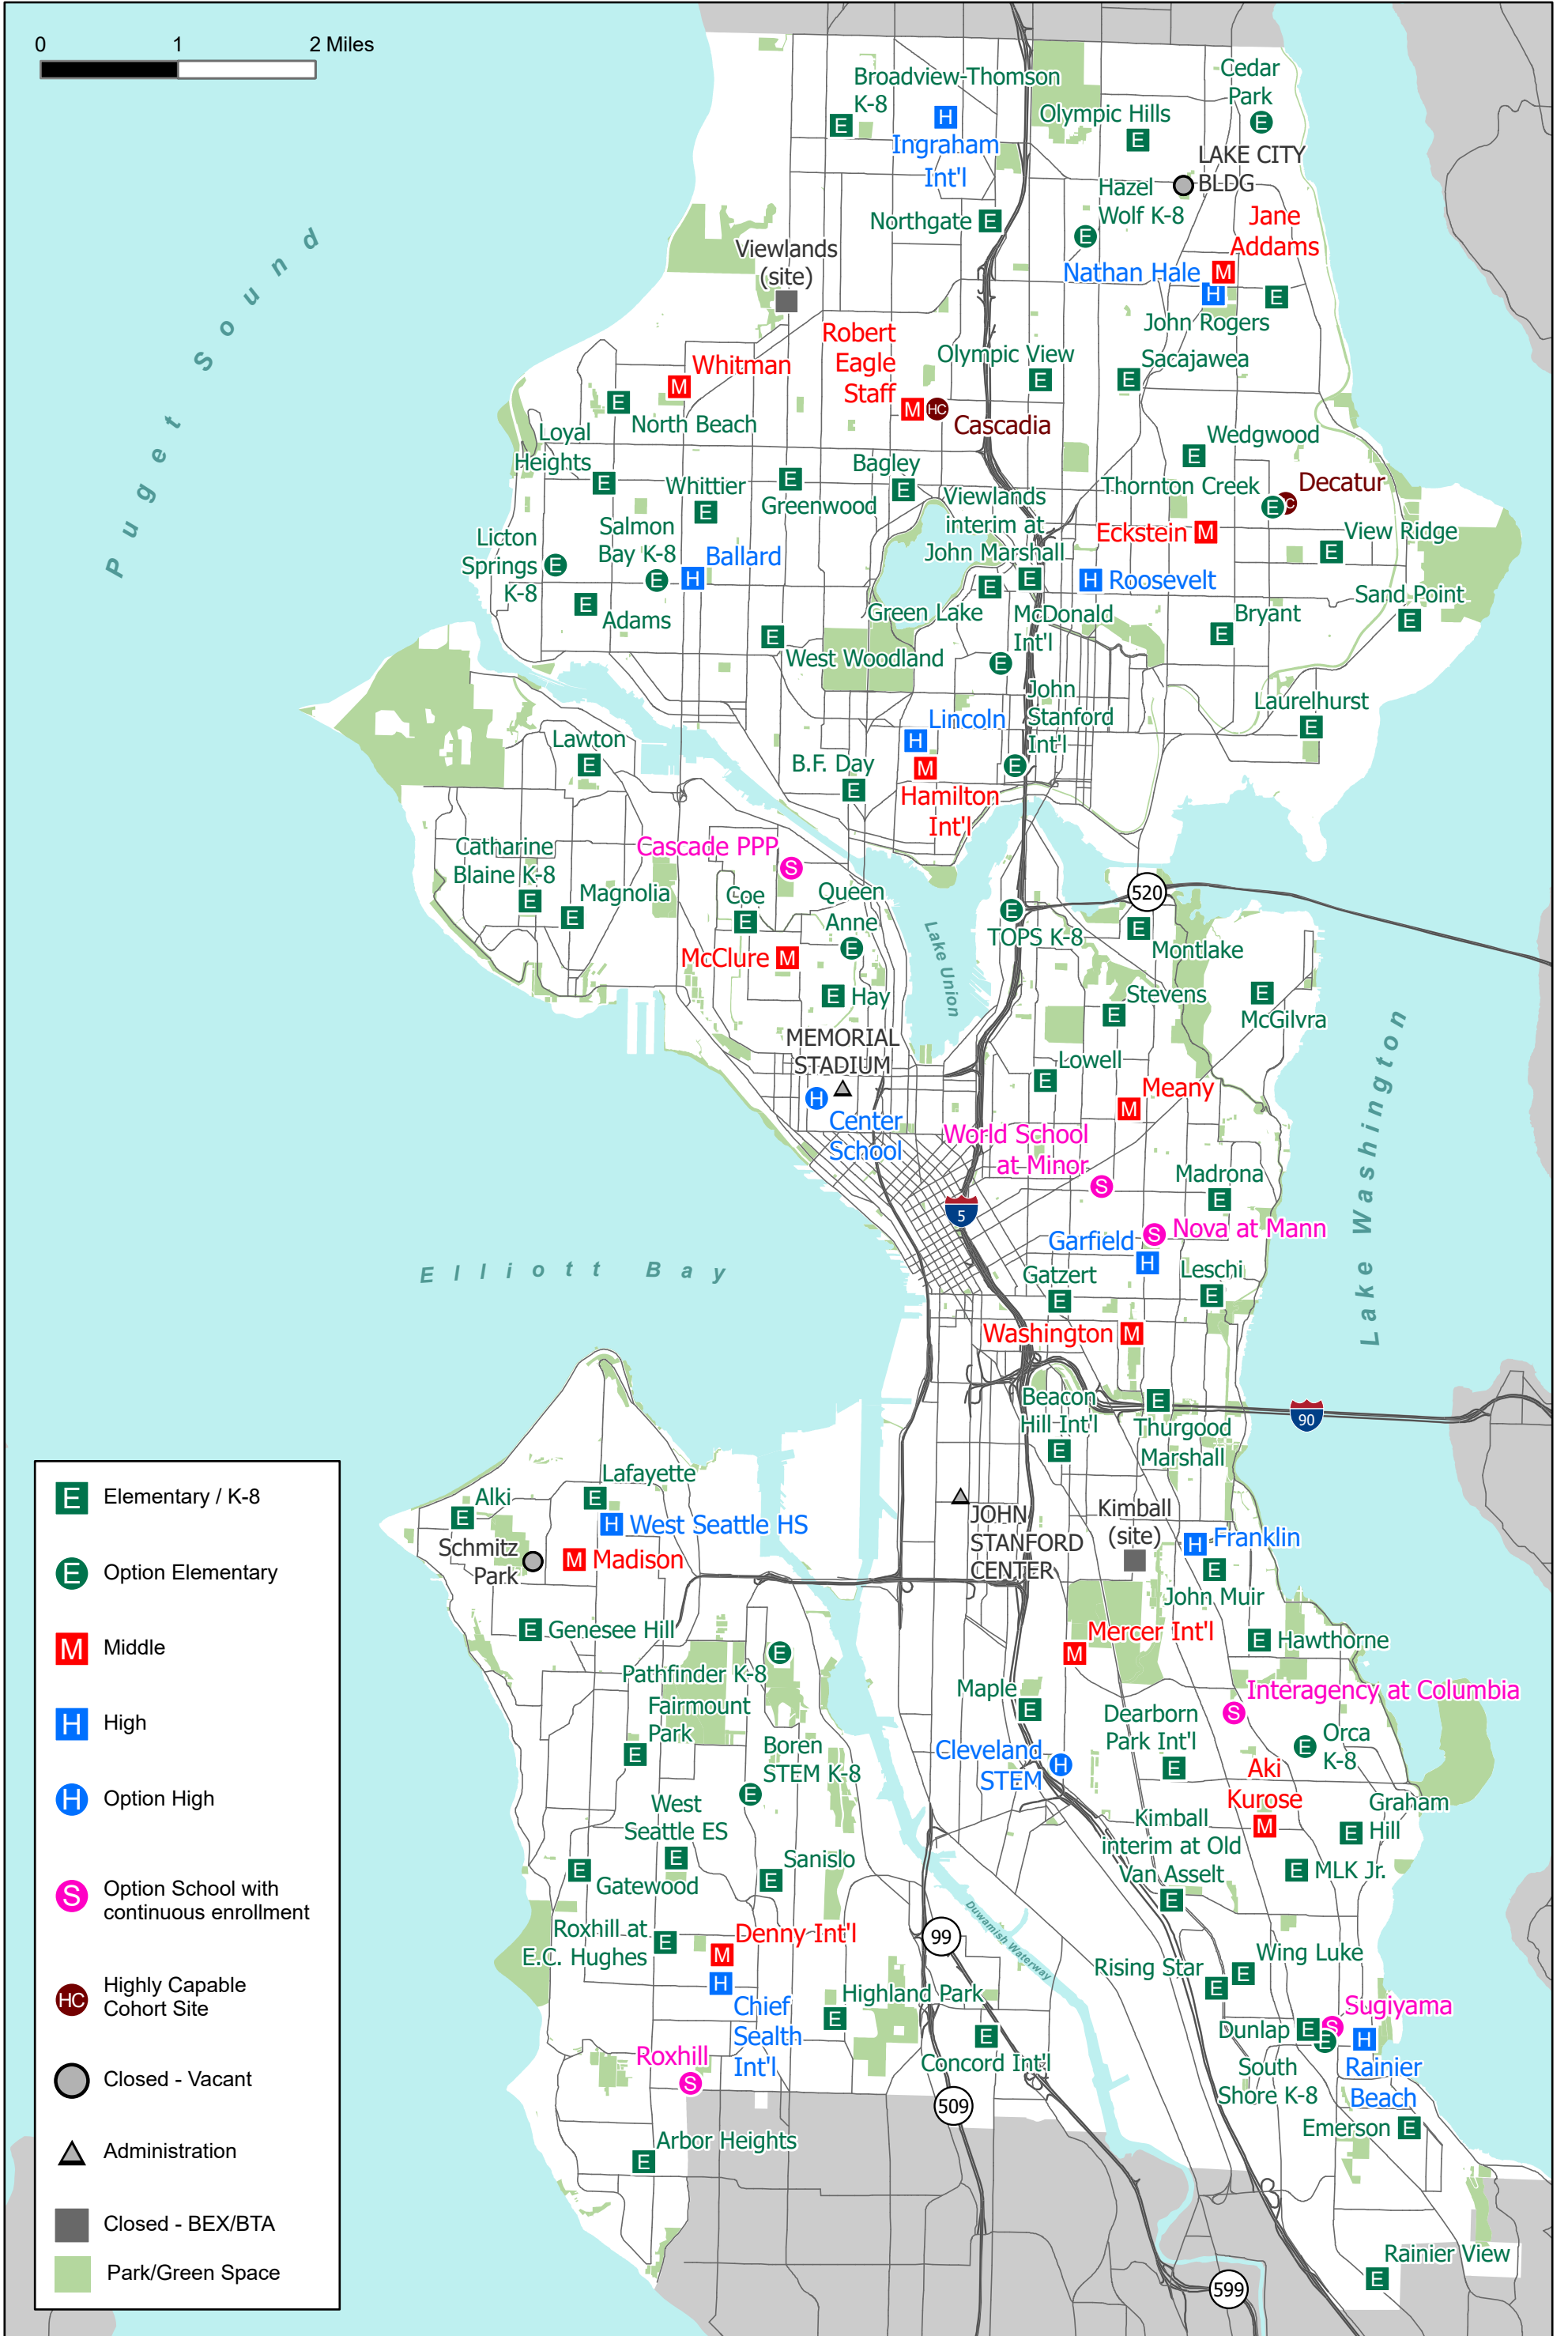 0 1 2 Miles
Broadview-Thomson
K-8
E
H
Ingraham
Int'l
Olympic Hills
E
Cedar
Park
E
LAKE CITY
BLDG
Hazel
Wolf K-8
E
Northgate E
Jane
Addams
M
Nathan Hale
H
E
John Rogers
Viewlands
(site)
Puget Sound
Robert
Eagle
Staff
M HC
Cascadia
Olympic View
E
Sacajawea
E
Whitman
M
E
North Beach
Loyal
Heights
E
Whittier
E
E
Greenwood
Bagley
E
Wedgwood
E
Thornton Creek
E
Decatur
C
Viewlands
interim at
John Marshall
E
Eckstein M
View Ridge
E
Licton
Springs
K-8
E
Salmon
Bay K-8
E
Ballard
H
E
Adams
E
Green Lake
H Roosevelt
McDonald
Int'l
E
Bryant
E
Sand Point
E
E
West Woodland
John
Stanford
Int'l
E
Laurelhurst
E
Lincoln
H
M
Hamilton
Int'l
Lawton
E
B.F. Day
E
Catharine
Blaine K-8
E
Magnolia
E
Cascade PPP
S
Coe
E
Queen
Anne
E
McClure M
E Hay
Lake Union
E
TOPS K-8
520
E
Montlake
Stevens
E
E
McGilvra
MEMORIAL
STADIUM
H
Center
School
Lowell
E
Meany
M
World School
at Minor
S
Madrona
E
5
S Nova at Mann
Garfield
H
Gatzert
E
Leschi
E
Washington M
Lake Washington
Elliott Bay
Beacon
Hill Int'l
E
E
Thurgood
Marshall
90
JOHN
STANFORD
CENTER
Kimball
(site)
Franklin
H
E
John Muir
Lafayette
E
Alki
E
H West Seattle HS
Schmitz
Park
M Madison
E Genesee Hill
Mercer Int'l
M
E Hawthorne
E
Pathfinder K-8
Fairmount
Park
E
Interagency at Columbia
S
Maple
E
Dearborn
Park Int'l
E
Orca
K-8
E
Boren
STEM K-8
E
Cleveland
STEM
H
Aki
Kurose
M
Graham
Hill
E
West
Seattle ES
E
Kimball
interim at Old
Van Asselt
E
E MLK Jr.
E
Gatewood
Sanislo
E
Roxhill at
E.C. Hughes
E
Denny Int'l
M
H
Chief
Sealth
Int'l
99
Duwamish Waterway
Wing Luke
E
Rising Star
E
Highland Park
E
E
Concord Int'l
Sugiyama
S
Dunlap E
E
South
Shore K-8
H
Rainier
Beach
Roxhill
S
509
Emerson E
Arbor Heights
E
Rainier View
E
599
E Elementary / K-8
E Option Elementary
M Middle
H High
H Option High
S Option School with
continuous enrollment
HC Highly Capable
Cohort Site
Closed - Vacant
Administration
Closed - BEX/BTA
Park/Green Space